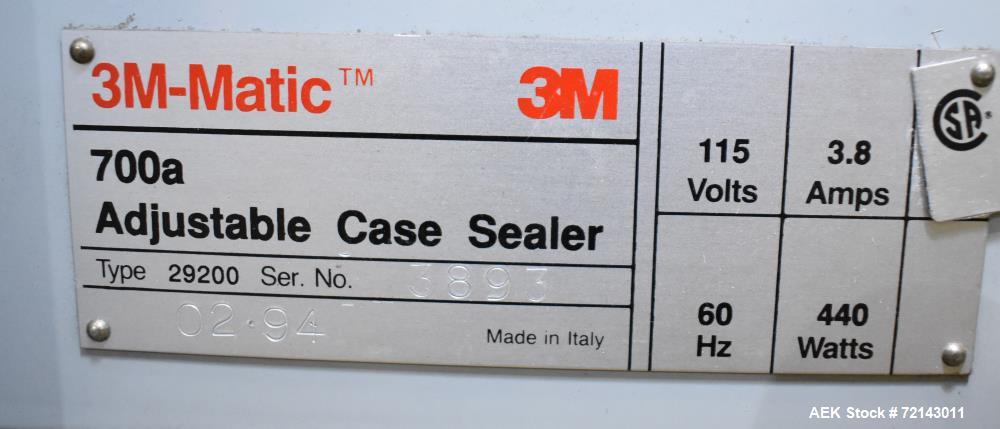 3M-Matic™ 3M
700a
Adjustable Case Sealer
Type 29200 Ser. No. 3893
02·94
Made in Italy
115 Volts
3.8 Amps
60 Hz
440 Watts
SA®
AEK Stock # 72143011